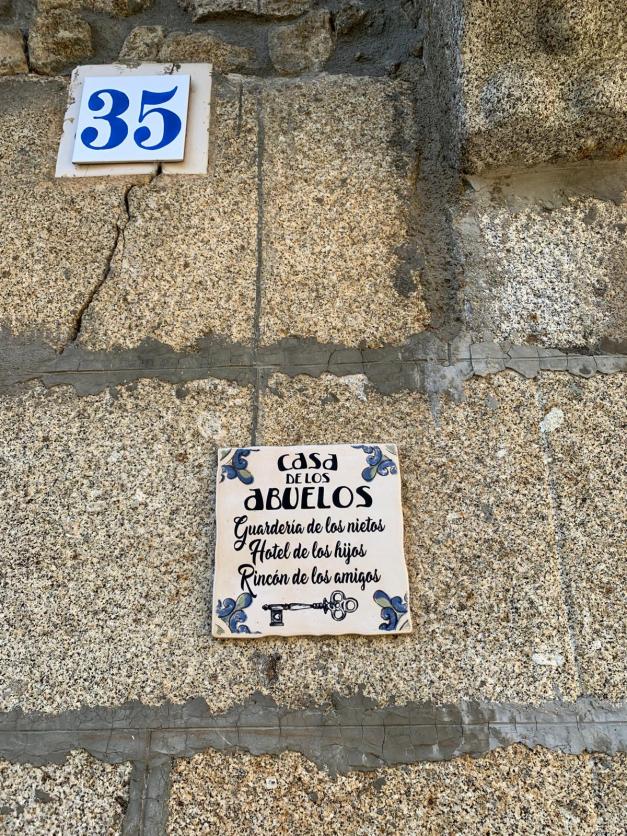 35
casa
DE LOS
aBUELOS
Guardería de los nietos
Hotel de los hijos
Rincón de los amigos